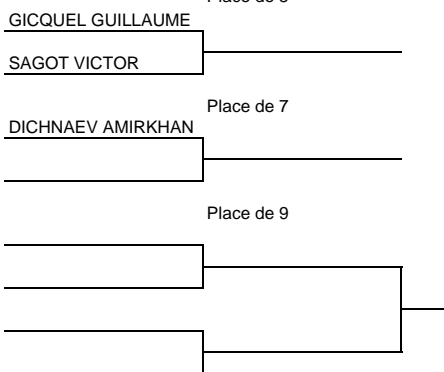 GICQUEL GUILLAUME
SAGOT VICTOR
Place de 7
DICHNAEV AMIRKHAN
Place de 9